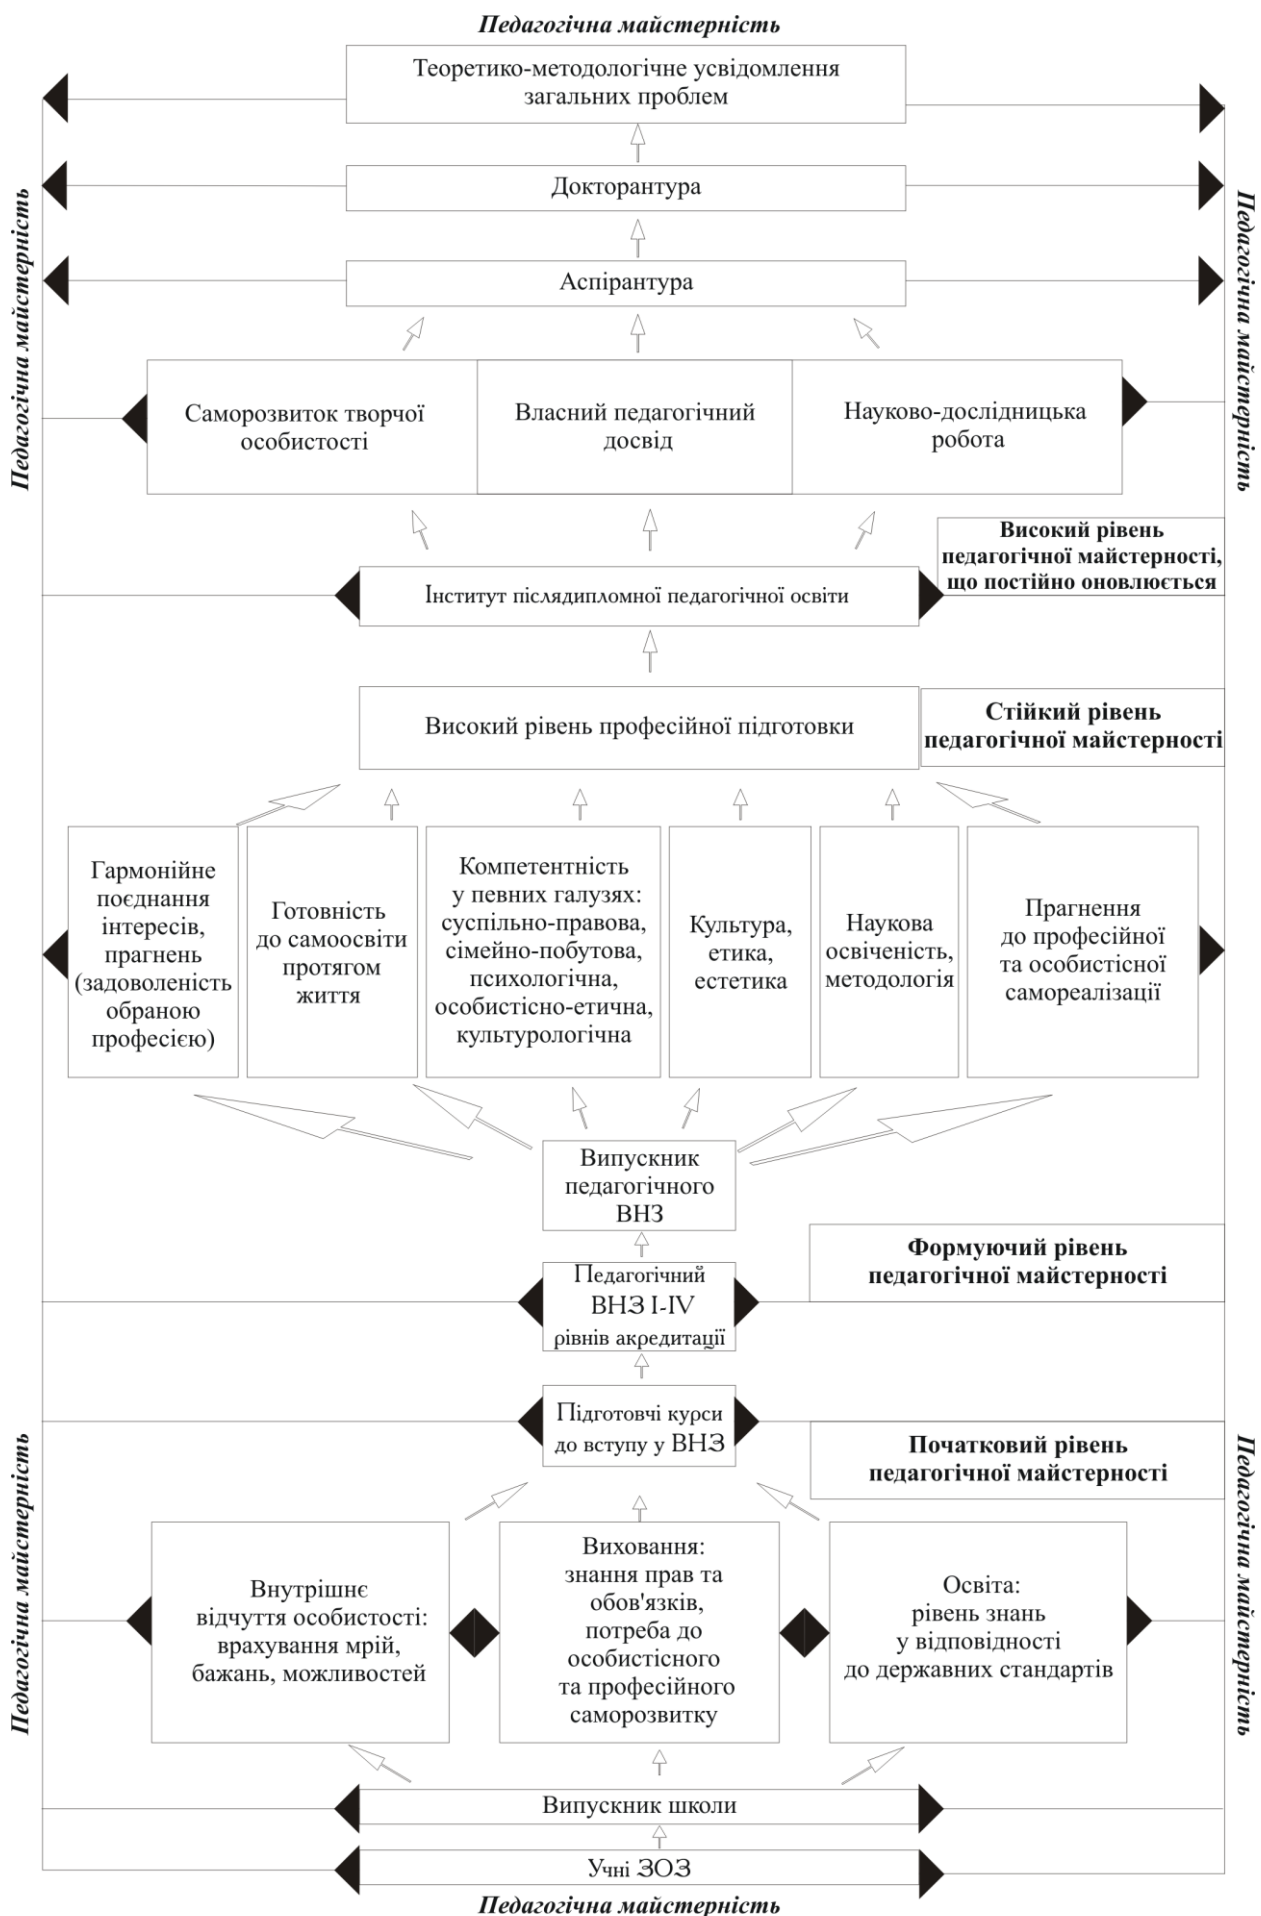 Педагогічна майстерність
Теоретико-методологічне усвідомлення
загальних проблем
Докторантура
Педагогічна майстерність
Педагогічна майстерність
Аспірантура
Саморозвиток творчої
особистості
Власний педагогічний
досвід
Науково-дослідницька
робота
Високий рівень
педагогічної майстерності,
що постійно оновлюється
Інститут післядипломної педагогічної освіти
Високий рівень професійної підготовки
Стійкий рівень
педагогічної майстерності
Гармонійне
поєднання
інтересів,
прагнень
(задоволеність
обраною
професією)
Готовність
до самоосвіти
протягом
життя
Компетентність
у певних галузях:
суспільно-правова,
сімейно-побутова,
психологічна,
особистісно-етична,
культурологічна
Культура,
етика,
естетика
Наукова
освіченість,
методологія
Прагнення
до професійної
та особистісної
самореалізації
Випускник
педагогічного
ВНЗ
Формуючий рівень
педагогічної майстерності
Педагогічний
ВНЗ I-IV
рівнів акредитації
Підготовчі курси
до вступу у ВНЗ
Початковий рівень
педагогічної майстерності
Педагогічна майстерність
Педагогічна майстерність
Внутрішнє
відчуття особистості:
врахування мрій,
бажань, можливостей
Виховання:
знання прав та
обов'язків,
потреба до
особистісного
та професійного
саморозвитку
Освіта:
рівень знань
у відповідності
до державних стандартів
Випускник школи
Учні ЗОЗ
Педагогічна майстерність